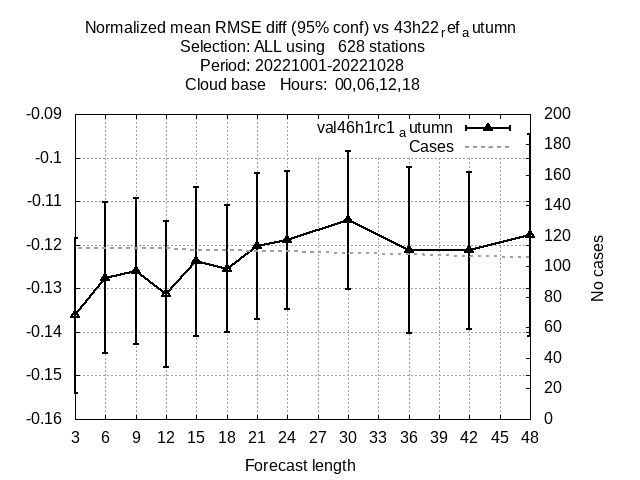 Normalized mean RMSE diff (95% conf) vs 43h22refautumn
Selection: ALL using 628 stations
Period: 20221001-20221028
Cloud base Hours: 00,06,12,18
-0.09 200
val46h1rc1autumn 180
Cases
-0.1 160
-0.11 140
-0.12 120
No cases
100
-0.13 80
-0.14 60
-0.15 40
20
-0.16 0
3 6 9 12 15 18 21 24 27 30 33 36 39 42 45 48
Forecast length